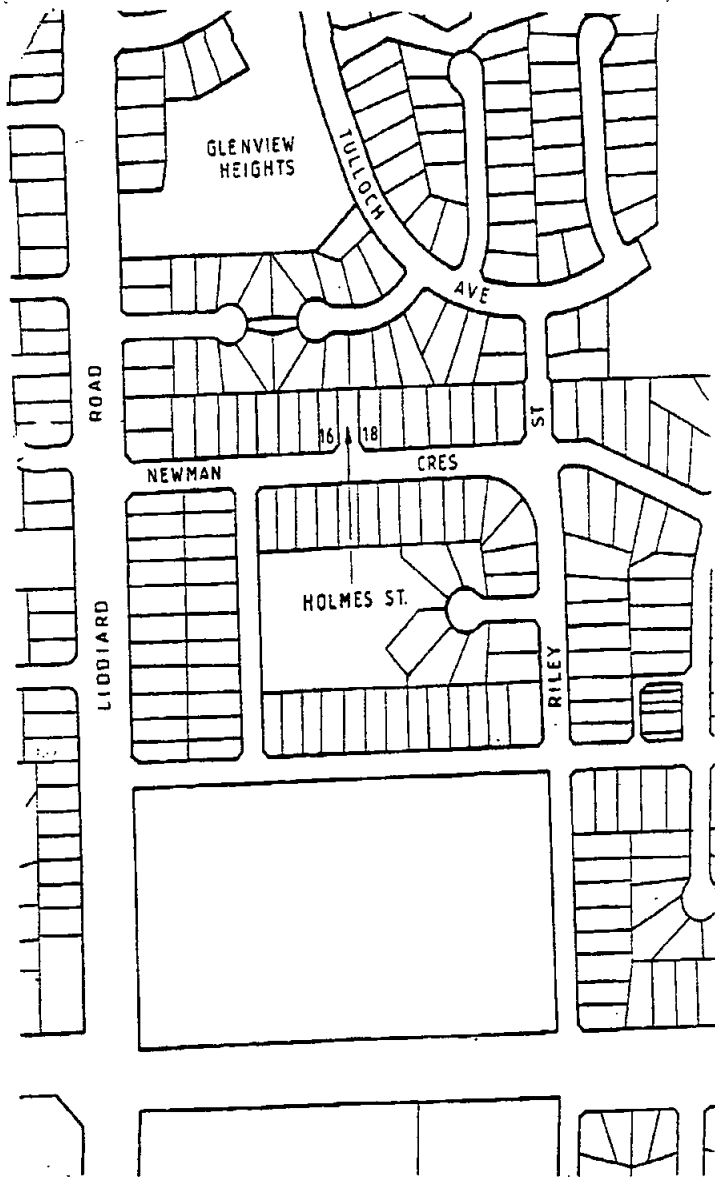 GLENVIEW
HEIGHTS
TULLOCH
AVE
ROAD
ST
16 18
NEWMAN CRES
HOLMES ST.
LIDDIARD
RILEY